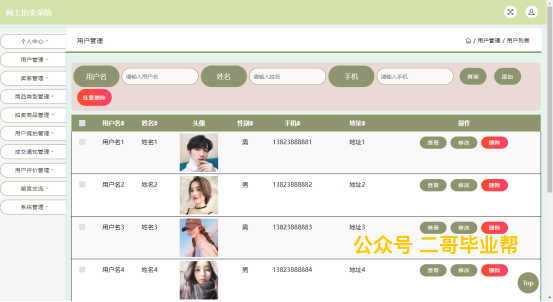 网上拍卖系统
个人中心
用户管理
卖家管理
商品类型管理
拍卖商品管理
用户竞拍管理
成交通知管理
用户评价管理
留言交流
系统管理
用户管理
/ 用户管理 / 用户列表
用户名 请输入用户名 姓名 请输入姓名 手机 请输入手机 查询 添加
批量删除
用户名 姓名 头像 性别 手机 地址 操作
用户名1 姓名1 男 13823888881 地址1 查看 修改 删除
用户名2 姓名2 男 13823888882 地址2 查看 修改 删除
用户名3 姓名3 男 13823888883 地址3 查看 修改 删除
公众号 二哥毕业帮
用户名4 姓名4 男 13823888884 地址4 查看 修改 删除
Top